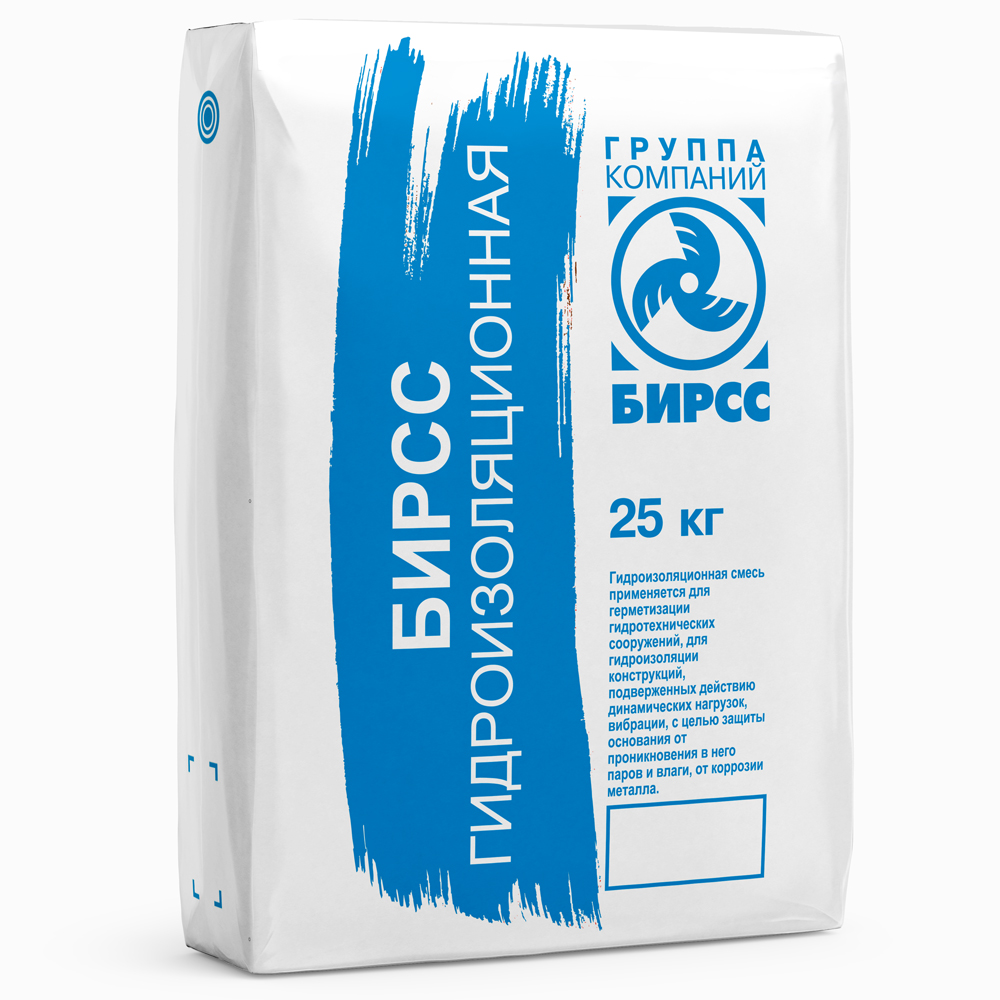 БИРСС
ГИДРОИЗОЛЯЦИОННАЯ
ГРУППА
КОМПАНИЙ
БИРСС
25 кг
Гидроизоляционная смесь
применяется для
герметизации
гидротехнических
сооружений, для
гидроизоляции
конструкций,
подверженных действию
динамических нагрузок,
вибрации, с целью защиты
основания от
проникновения в него
паров и влаги, от коррозии
металла.